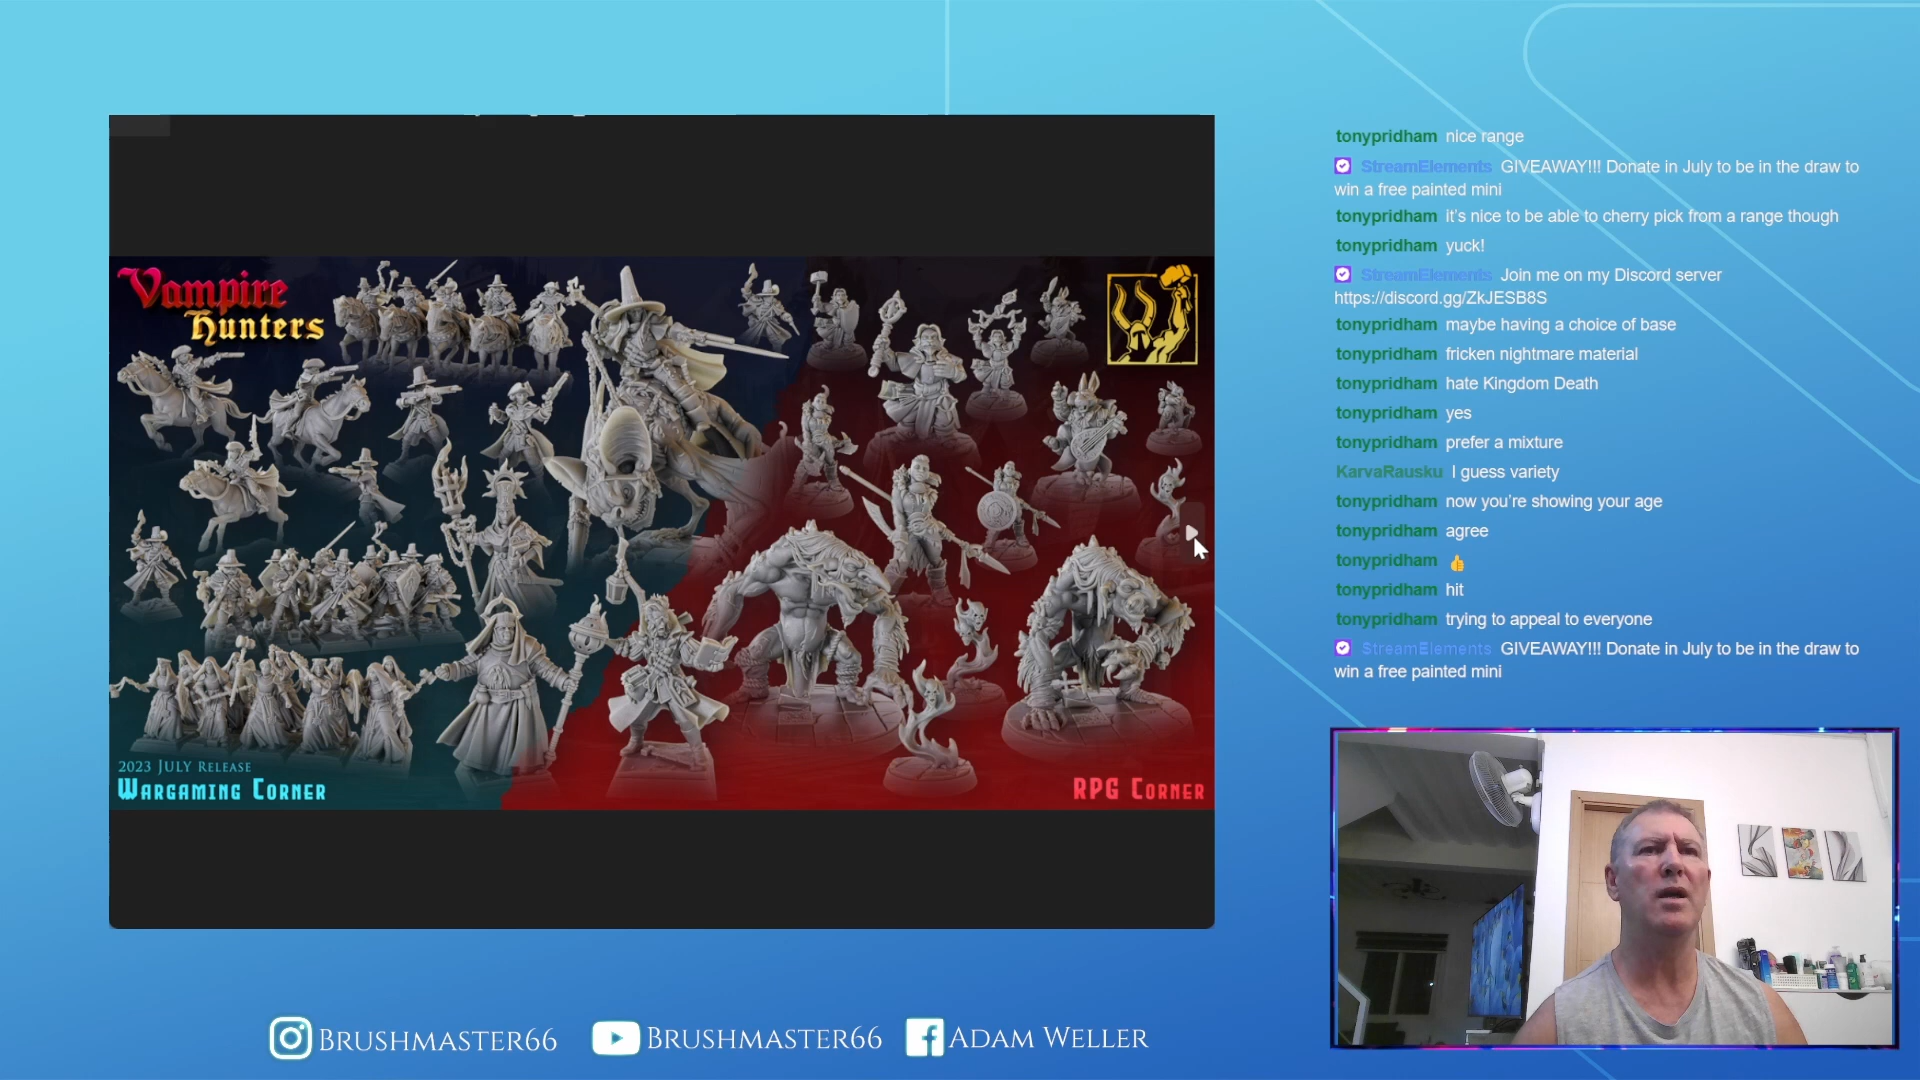 Vampire
Hunters
2023 JULY RELEASE
WARGAMING CORNER
RPG CORNER
tonypridham nice range
StreamElements GIVEAWAY!!! Donate in July to be in the draw to
win a free painted mini
tonypridham it's nice to be able to cherry pick from a range though
tonypridham yuck!
StreamElements Join me on my Discord server
https://discord.gg/ZkJESB8S
tonypridham maybe having a choice of base
tonypridham fricken nightmare material
tonypridham hate Kingdom Death
tonypridham yes
tonypridham prefer a mixture
KarvaRausku I guess variety
tonypridham now you're showing your age
tonypridham agree
tonypridham 👍
tonypridham hit
tonypridham trying to appeal to everyone
StreamElements GIVEAWAY!!! Donate in July to be in the draw to
win a free painted mini
BRUSHMASTER66 BRUSHMASTER66 ADAM WELLER